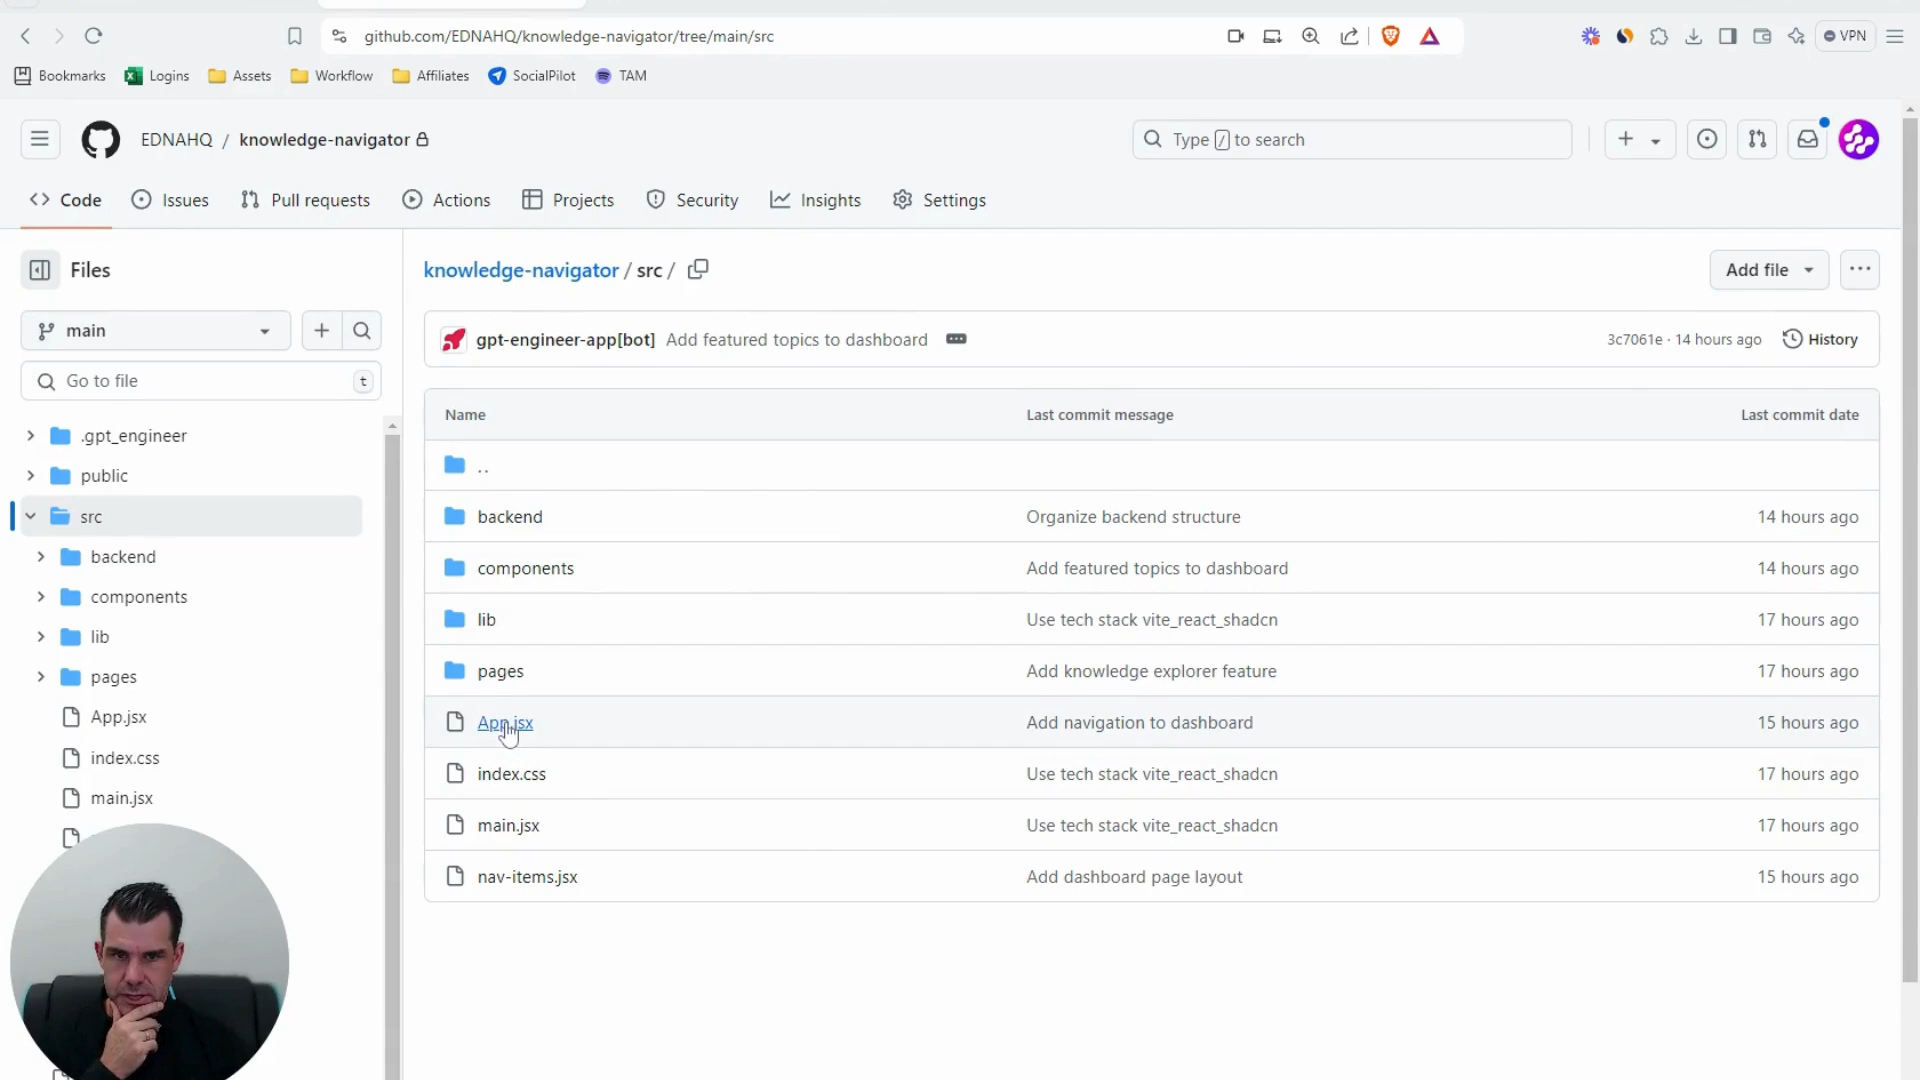 github.com/EDNAHQ/knowledge-navigator/tree/main/src
VPN
Bookmarks Logins Assets Workflow Affiliates SocialPilot TAM
EDNAHQ / knowledge-navigator
Type / to search
Code Issues Pull requests Actions Projects Security Insights Settings
Files
main
Go to file t
.gpt_engineer
public
src
backend
components
lib
pages
App.jsx
index.css
main.jsx
knowledge-navigator / src /
Add file
gpt-engineer-app[bot] Add featured topics to dashboard
3c7061e · 14 hours ago History
Name Last commit message Last commit date
..
backend Organize backend structure 14 hours ago
components Add featured topics to dashboard 14 hours ago
lib Use tech stack vite_react_shadcn 17 hours ago
pages Add knowledge explorer feature 17 hours ago
App.jsx Add navigation to dashboard 15 hours ago
index.css Use tech stack vite_react_shadcn 17 hours ago
main.jsx Use tech stack vite_react_shadcn 17 hours ago
nav-items.jsx Add dashboard page layout 15 hours ago